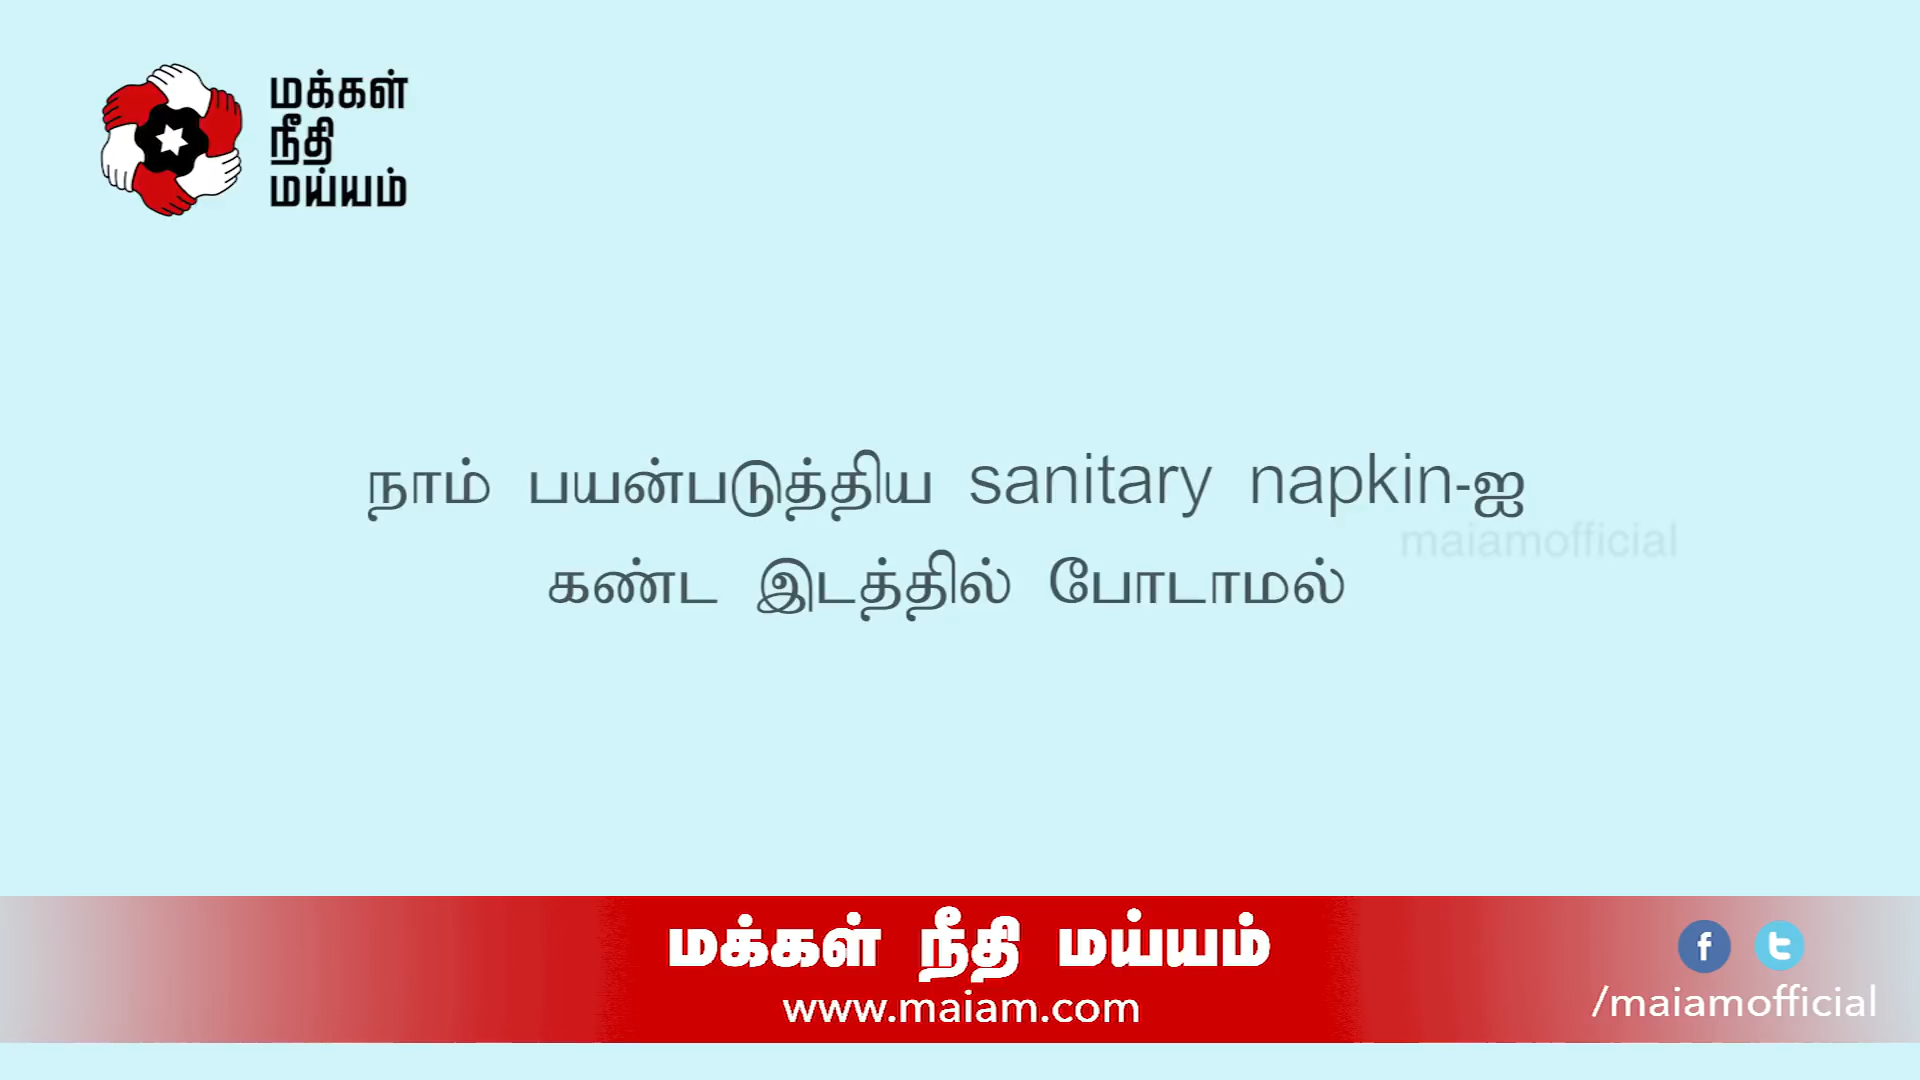 மக்கள்
நீதி
மய்யம்
நாம் பயன்படுத்திய sanitary napkin-ஐ
maiamofficial
கண்ட இடத்தில் போடாமல்
மக்கள் நீதி மய்யம்
www.maiam.com
/maiamofficial